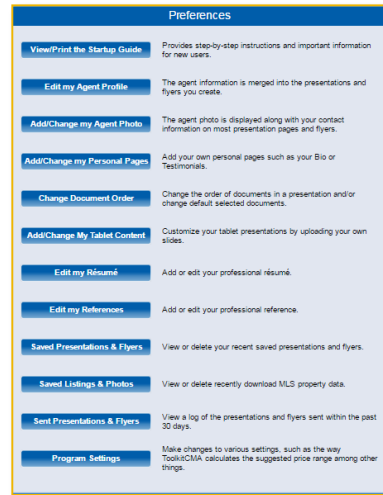 Preferences
View/Print the Startup Guide
Provides step-by-step instructions and important information
for new users.
Edit my Agent Profile
The agent information is merged into the presentations and
flyers you create.
Add/Change my Agent Photo
The agent photo is displayed along with your contact
information on most presentation pages and flyers.
Add/Change my Personal Pages
Add your own personal pages such as your Bio or
Testimonials.
Change Document Order
Change the order of documents in a presentation and/or
change default selected documents.
Add/Change My Tablet Content
Customize your tablet presentations by uploading your own
slides.
Edit my Résumé
Add or edit your professional résumé.
Edit my References
Add or edit your professional reference.
Saved Presentations & Flyers
View or delete your recent saved presentations and flyers.
Saved Listings & Photos
View or delete recently download MLS property data.
Sent Presentations & Flyers
View a log of the presentations and flyers sent within the past
30 days.
Program Settings
Make changes to various settings, such as the way
ToolkitCMA calculates the suggested price range among other
things.